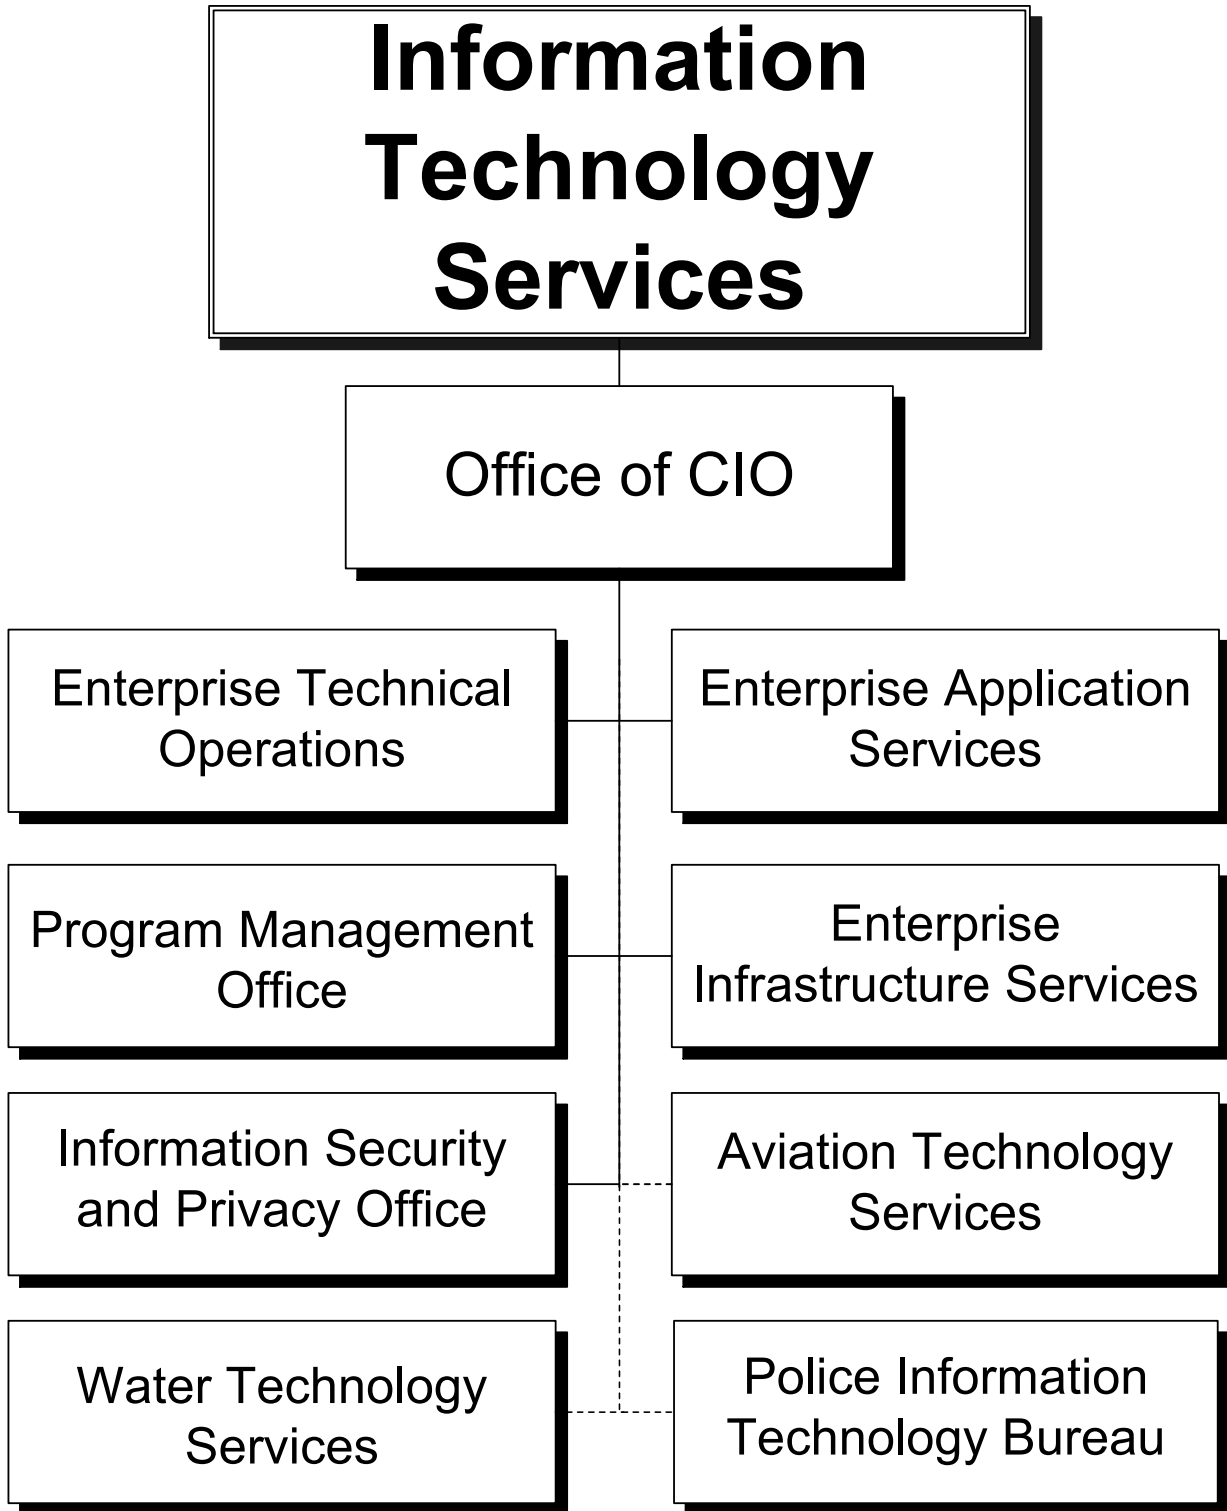 Information
Technology
Services
Office of CIO
Enterprise Technical
Operations
Enterprise Application
Services
Program Management
Office
Enterprise
Infrastructure Services
Information Security
and Privacy Office
Aviation Technology
Services
Water Technology
Services
Police Information
Technology Bureau